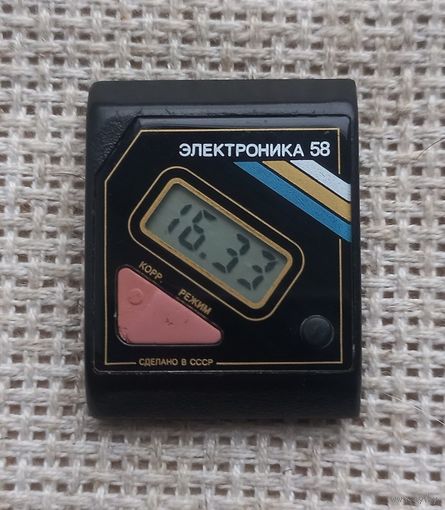 ЭЛЕКТРОНИКА 58
16.33
КОРР
РЕЖИМ
СДЕЛАНО В СССР